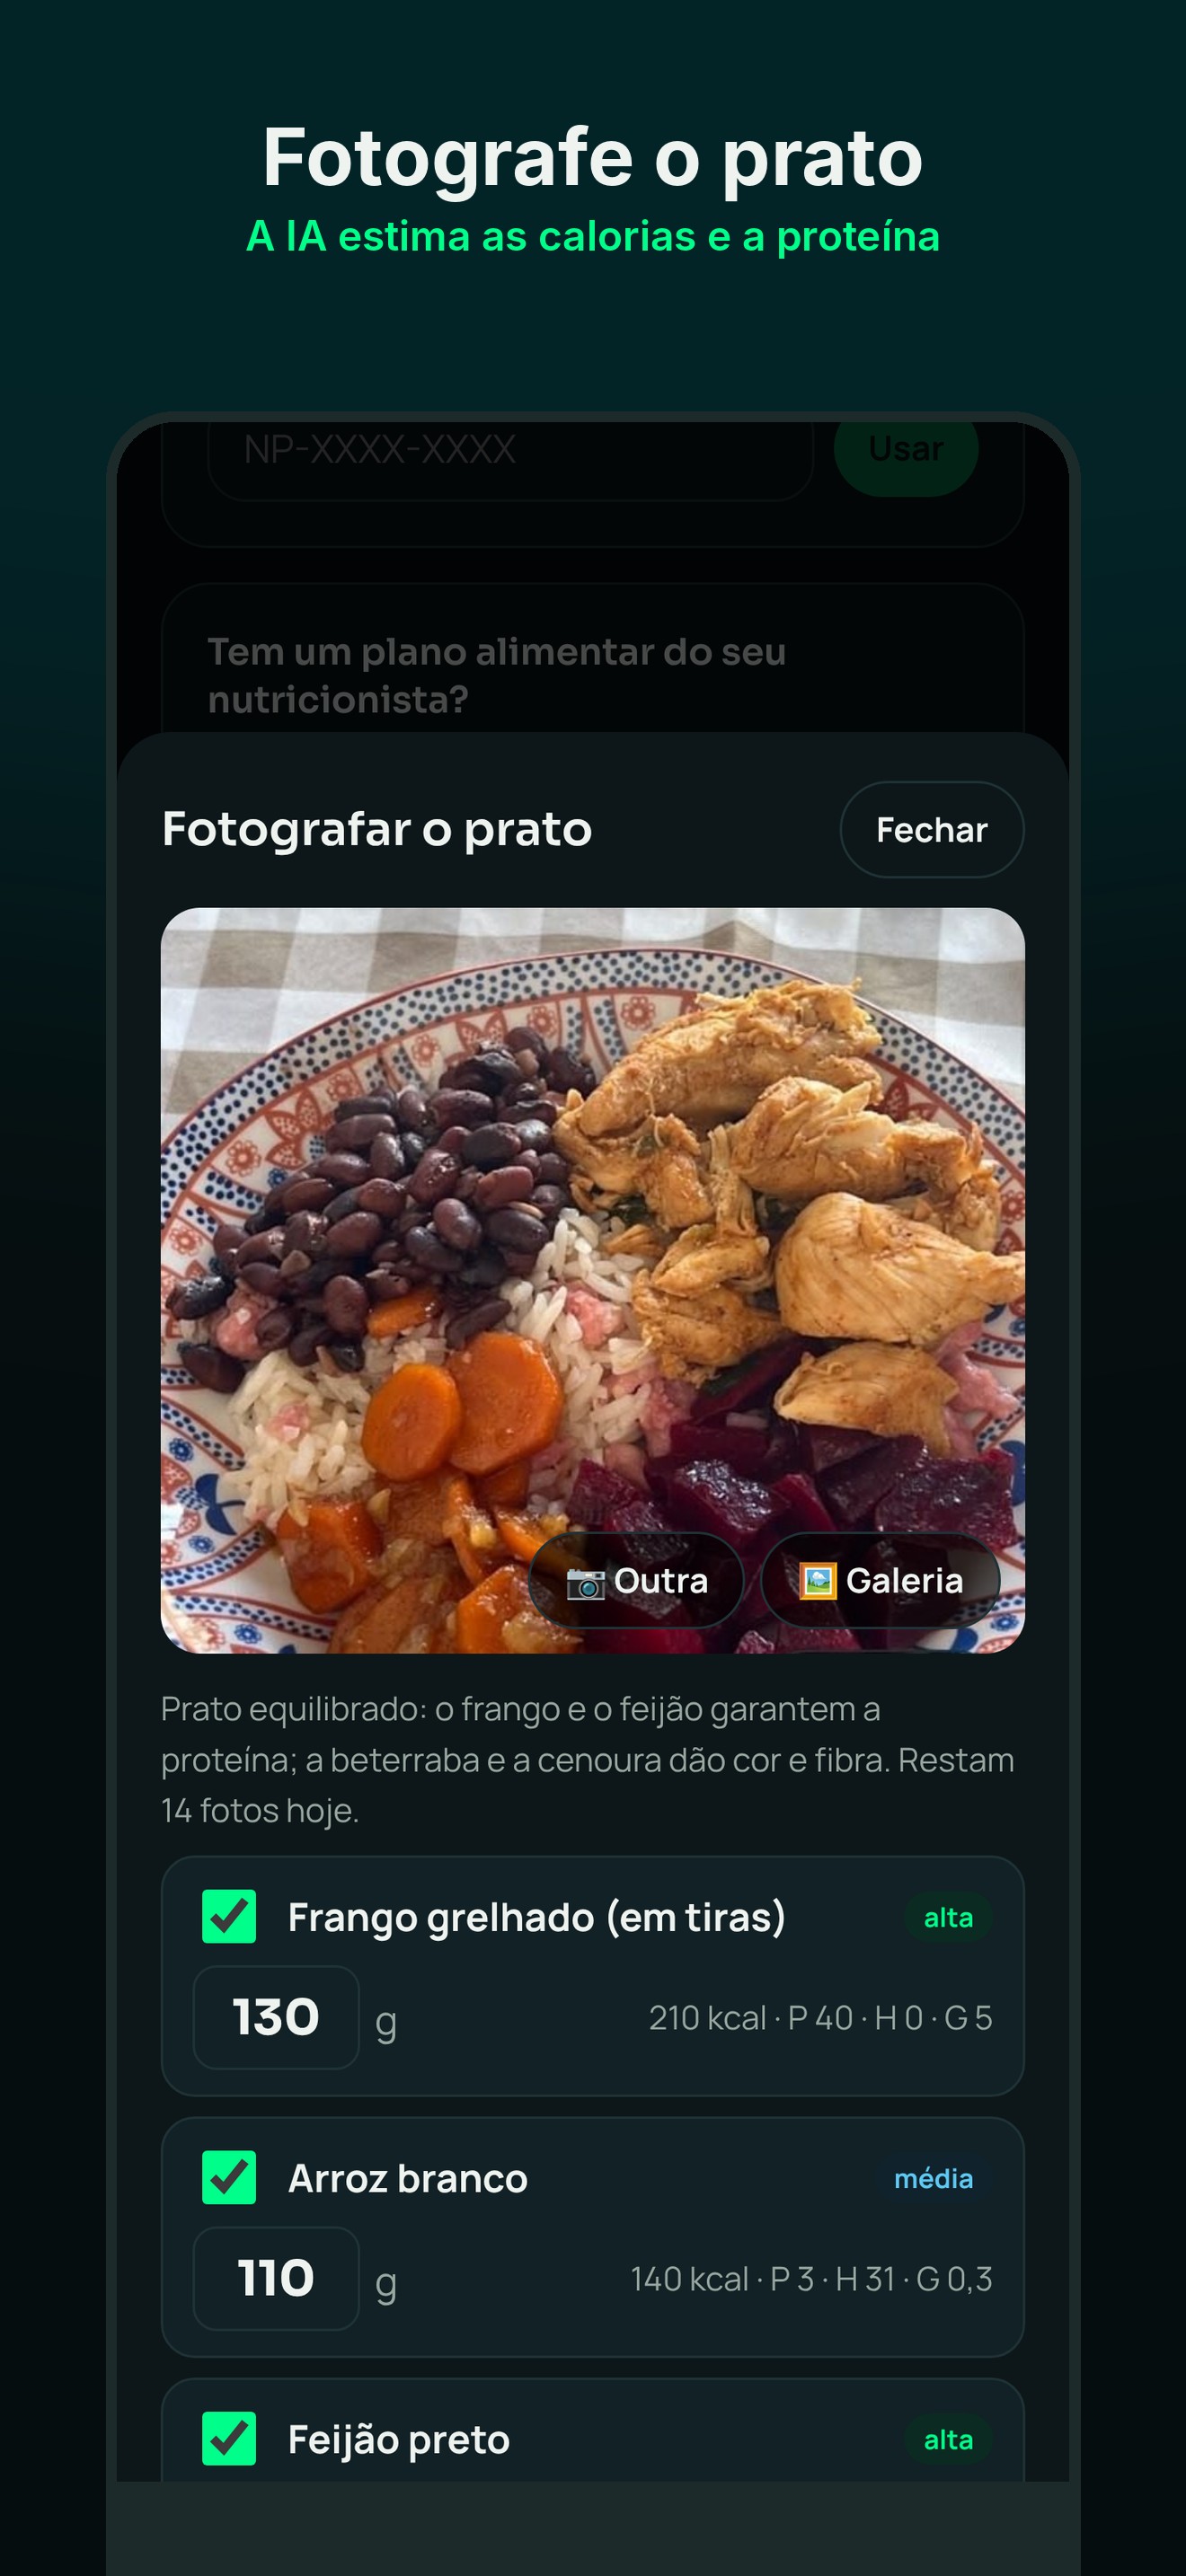 Fotografe o prato
A IA estima as calorias e a proteína
NP-XXXX-XXXX
Usar
Tem um plano alimentar do seu
nutricionista?
Fotografar o prato
Fechar
Outra
Galeria
Prato equilibrado: o frango e o feijão garantem a
proteína; a beterraba e a cenoura dão cor e fibra. Restam
14 fotos hoje.
Frango grelhado (em tiras)
alta
130 g
210 kcal · P 40 · H 0 · G 5
Arroz branco
média
110 g
140 kcal · P 3 · H 31 · G 0,3
Feijão preto
alta